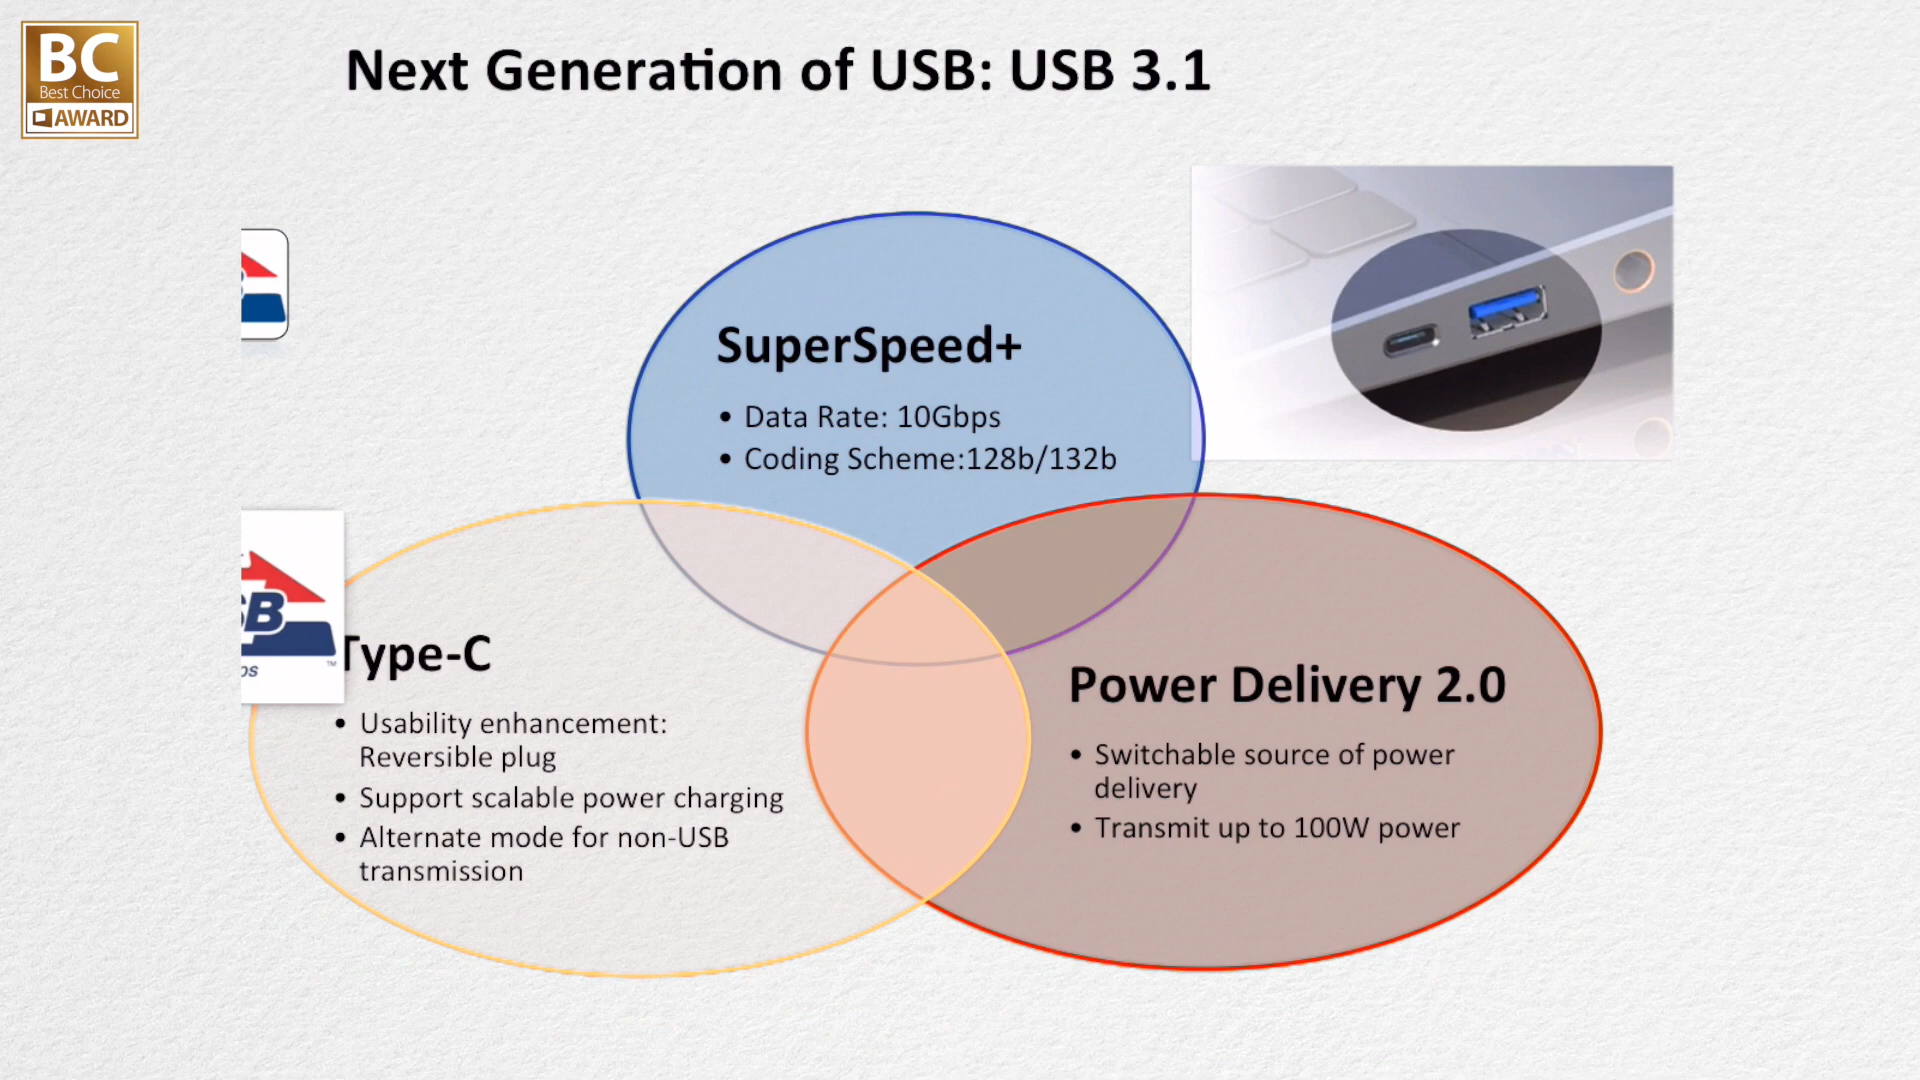 BC
Best Choice
AWARD
Next Generation of USB: USB 3.1
SuperSpeed+
• Data Rate: 10Gbps
• Coding Scheme:128b/132b
Type-C
• Usability enhancement:
Reversible plug
• Support scalable power charging
• Alternate mode for non-USB
transmission
Power Delivery 2.0
• Switchable source of power
delivery
• Transmit up to 100W power